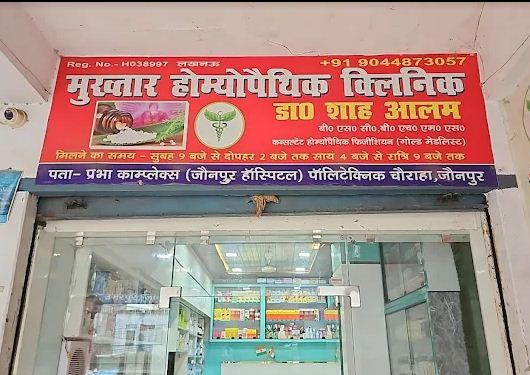 Reg. No.- H038997 लखनऊ +91 9044873057
मुख्तार होम्योपैथिक क्लिनिक
डा0 शाह आलम
बी0 एस0 सी0,बी0 एच0 एम0 एस0
कन्सल्टेंट होम्योपैथिक फिजीशियन (गोल्ड मेडलिस्ट)
मिलने का समय - सुबह 9 बजे से दोपहर 2 बजे तक सायं 4 बजे से रात्रि 9 बजे तक
पता- प्रभा काम्प्लेक्स (जौनपुर हॉस्पिटल) पॉलिटेक्निक चौराहा,जौनपुर